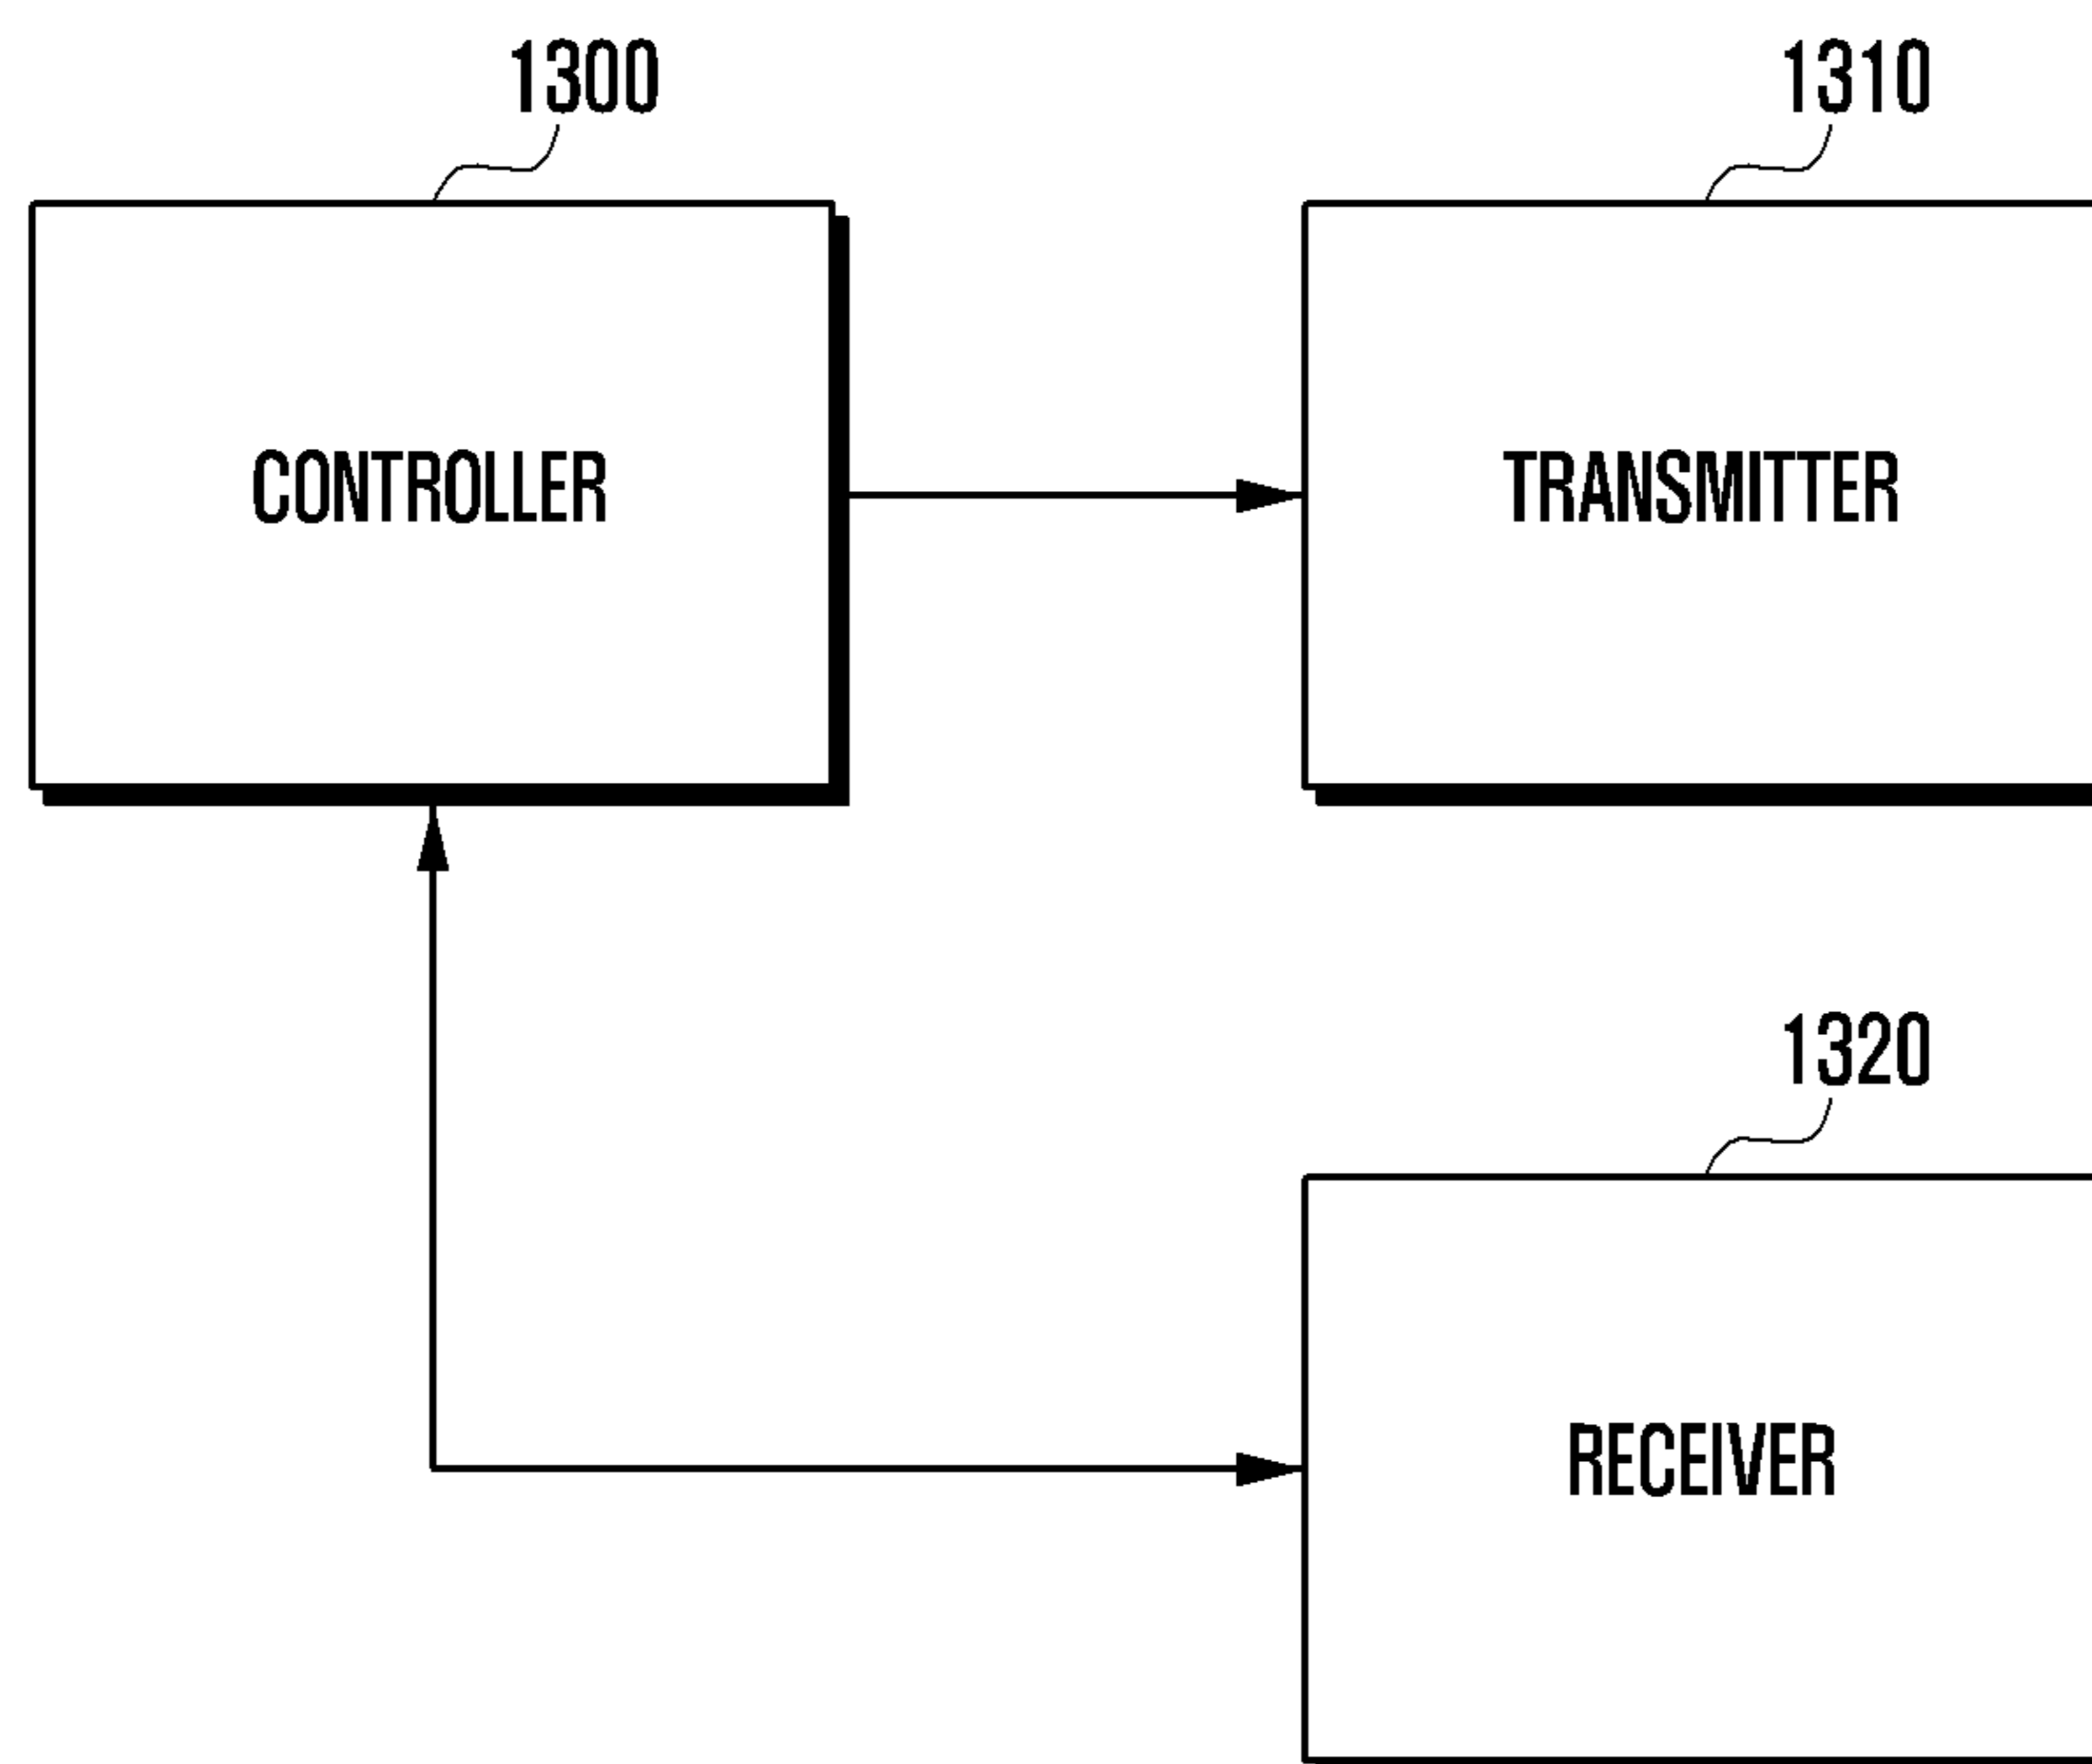 1300
1310
CONTROLLER
TRANSMITTER
1320
RECEIVER